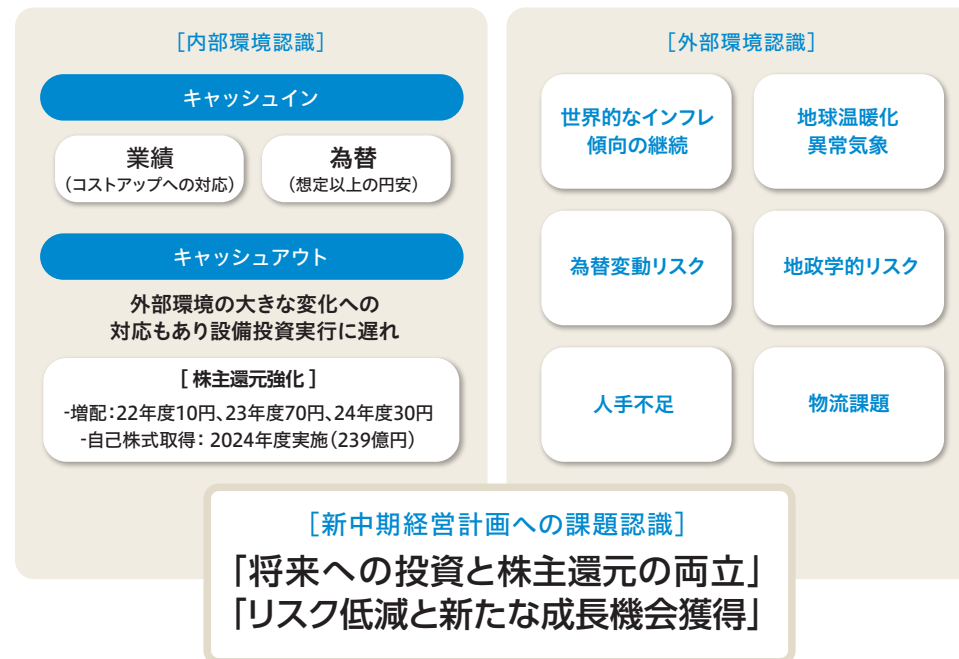 ［内部環境認識］
キャッシュイン
業績
（コストアップへの対応）
為替
（想定以上の円安）
キャッシュアウト
外部環境の大きな変化への
対応もあり設備投資実行に遅れ
［ 株主還元強化 ］
-増配：22年度10円、23年度70円、24年度30円
-自己株式取得： 2024年度実施（239億円）
［外部環境認識］
世界的なインフレ
傾向の継続
地球温暖化
異常気象
為替変動リスク
地政学的リスク
人手不足
物流課題
［新中期経営計画への課題認識］
「将来への投資と株主還元の両立」
「リスク低減と新たな成長機会獲得」